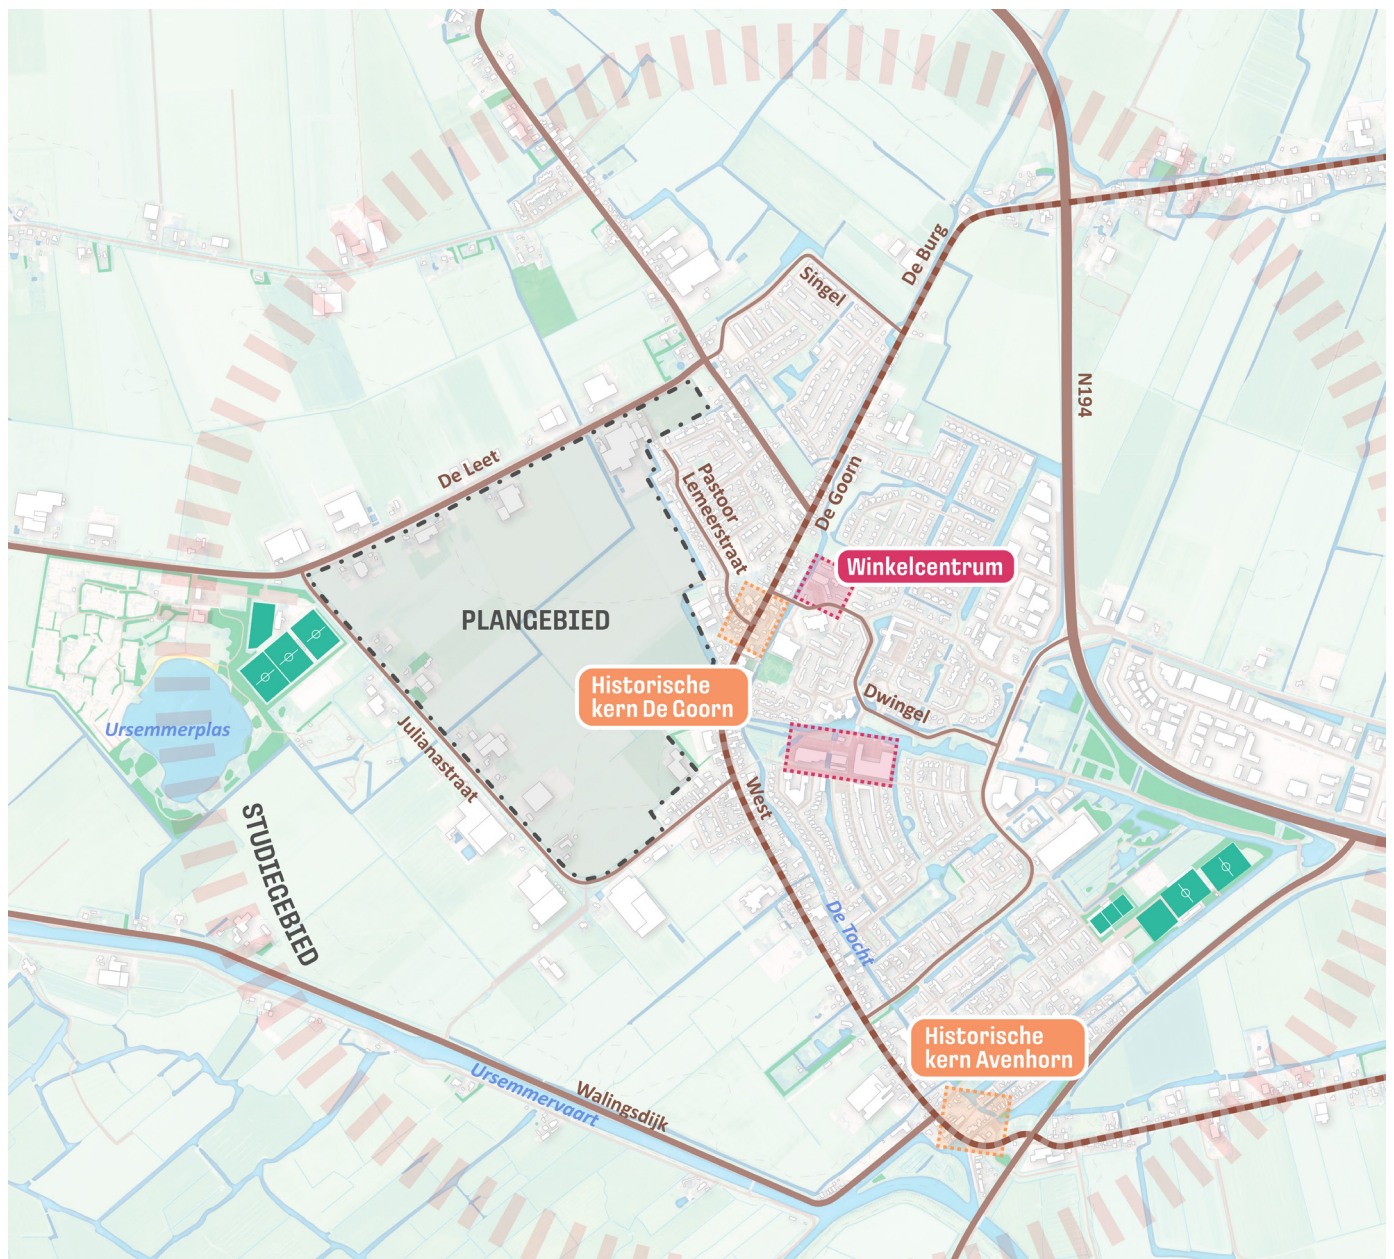 De Burg
Singel
N194
De Leet
De Goorn
Pastoor
Lemeerstraat
Winkelcentrum
PLANGEBIED
Historische
kern De Goorn
Dwingel
Ursemmerplas
Julianastraat
West
STUDIEGEBIED
De Tocht
Historische
kern Avenhorn
Ursemmervaart
Walingsdijk